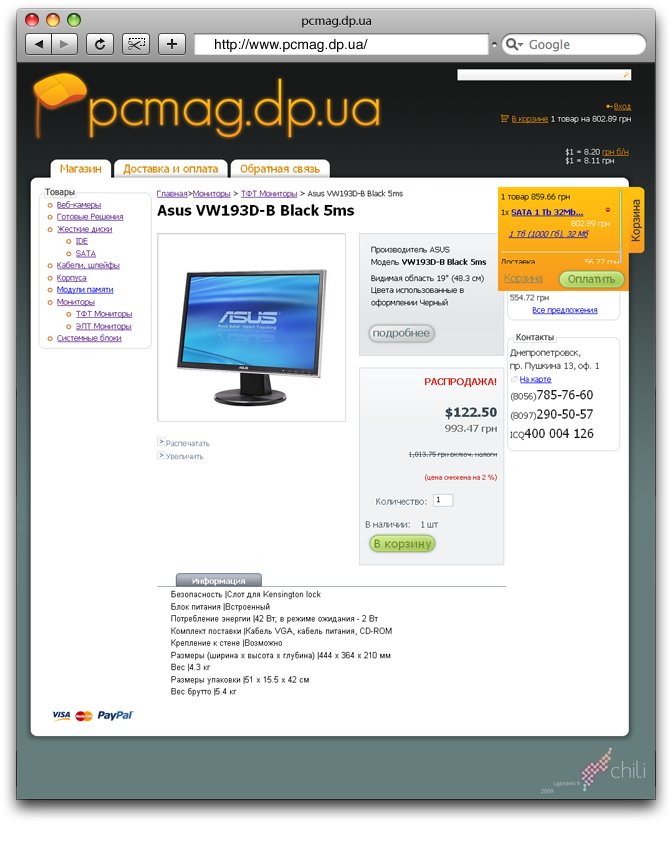 pcmag.dp.ua
http://www.pcmag.dp.ua/
Google
pcmag.dp.ua
Вход
В корзине 1 товар на 802.89 грн
$1 = 8.20 грн б/н
$1 = 8.11 грн
Магазин
Доставка и оплата
Обратная связь
Товары
Веб-камеры
Готовые Решения
Жесткие диски
IDE
SATA
Кабели, шлейфы
Корпуса
Модули памяти
Мониторы
ТФТ Мониторы
ЭЛТ Мониторы
Системные блоки
Главная>Мониторы > ТФТ Мониторы > Asus VW193D-B Black 5ms
Asus VW193D-B Black 5ms
ASUS
Rock Solid · Heart Touching
ASUS
Распечатать
Увеличить
Производитель ASUS
Модель VW193D-B Black 5ms
Видимая область 19" (48.3 см)
Цвета использованные в
оформлении Черный
подробнее
РАСПРОДАЖА!
$122.50
993.47 грн
1,013.75 грн включ. налоги
(цена снижена на 2 %)
Количество: 1
В наличии: 1 шт
В корзину
1 товар 859.66 грн
1x SATA 1 Tb 32Mb...
802.89 грн
1 Тб (1000 Гб), 32 Мб
Доставка 56.77 грн
Корзина
Оплатить
Корзина
554.72 грн
Все предложения
Контакты
Днепропетровск,
пр. Пушкина 13, оф. 1
На карте
(8056)785-76-60
(8097)290-50-57
ICQ400 004 126
Информация
Безопасность |Слот для Kensington lock
Блок питания |Встроенный
Потребление энергии |42 Вт; в режиме ожидания - 2 Вт
Комплект поставки |Кабель VGA, кабель питания, CD-ROM
Крепление к стене |Возможно
Размеры (ширина x высота x глубина) |444 x 364 x 210 мм
Вес |4.3 кг
Размеры упаковки |51 x 15.5 x 42 см
Вес брутто |5.4 кг
VISA MasterCard PayPal
сделано в
2009
chili